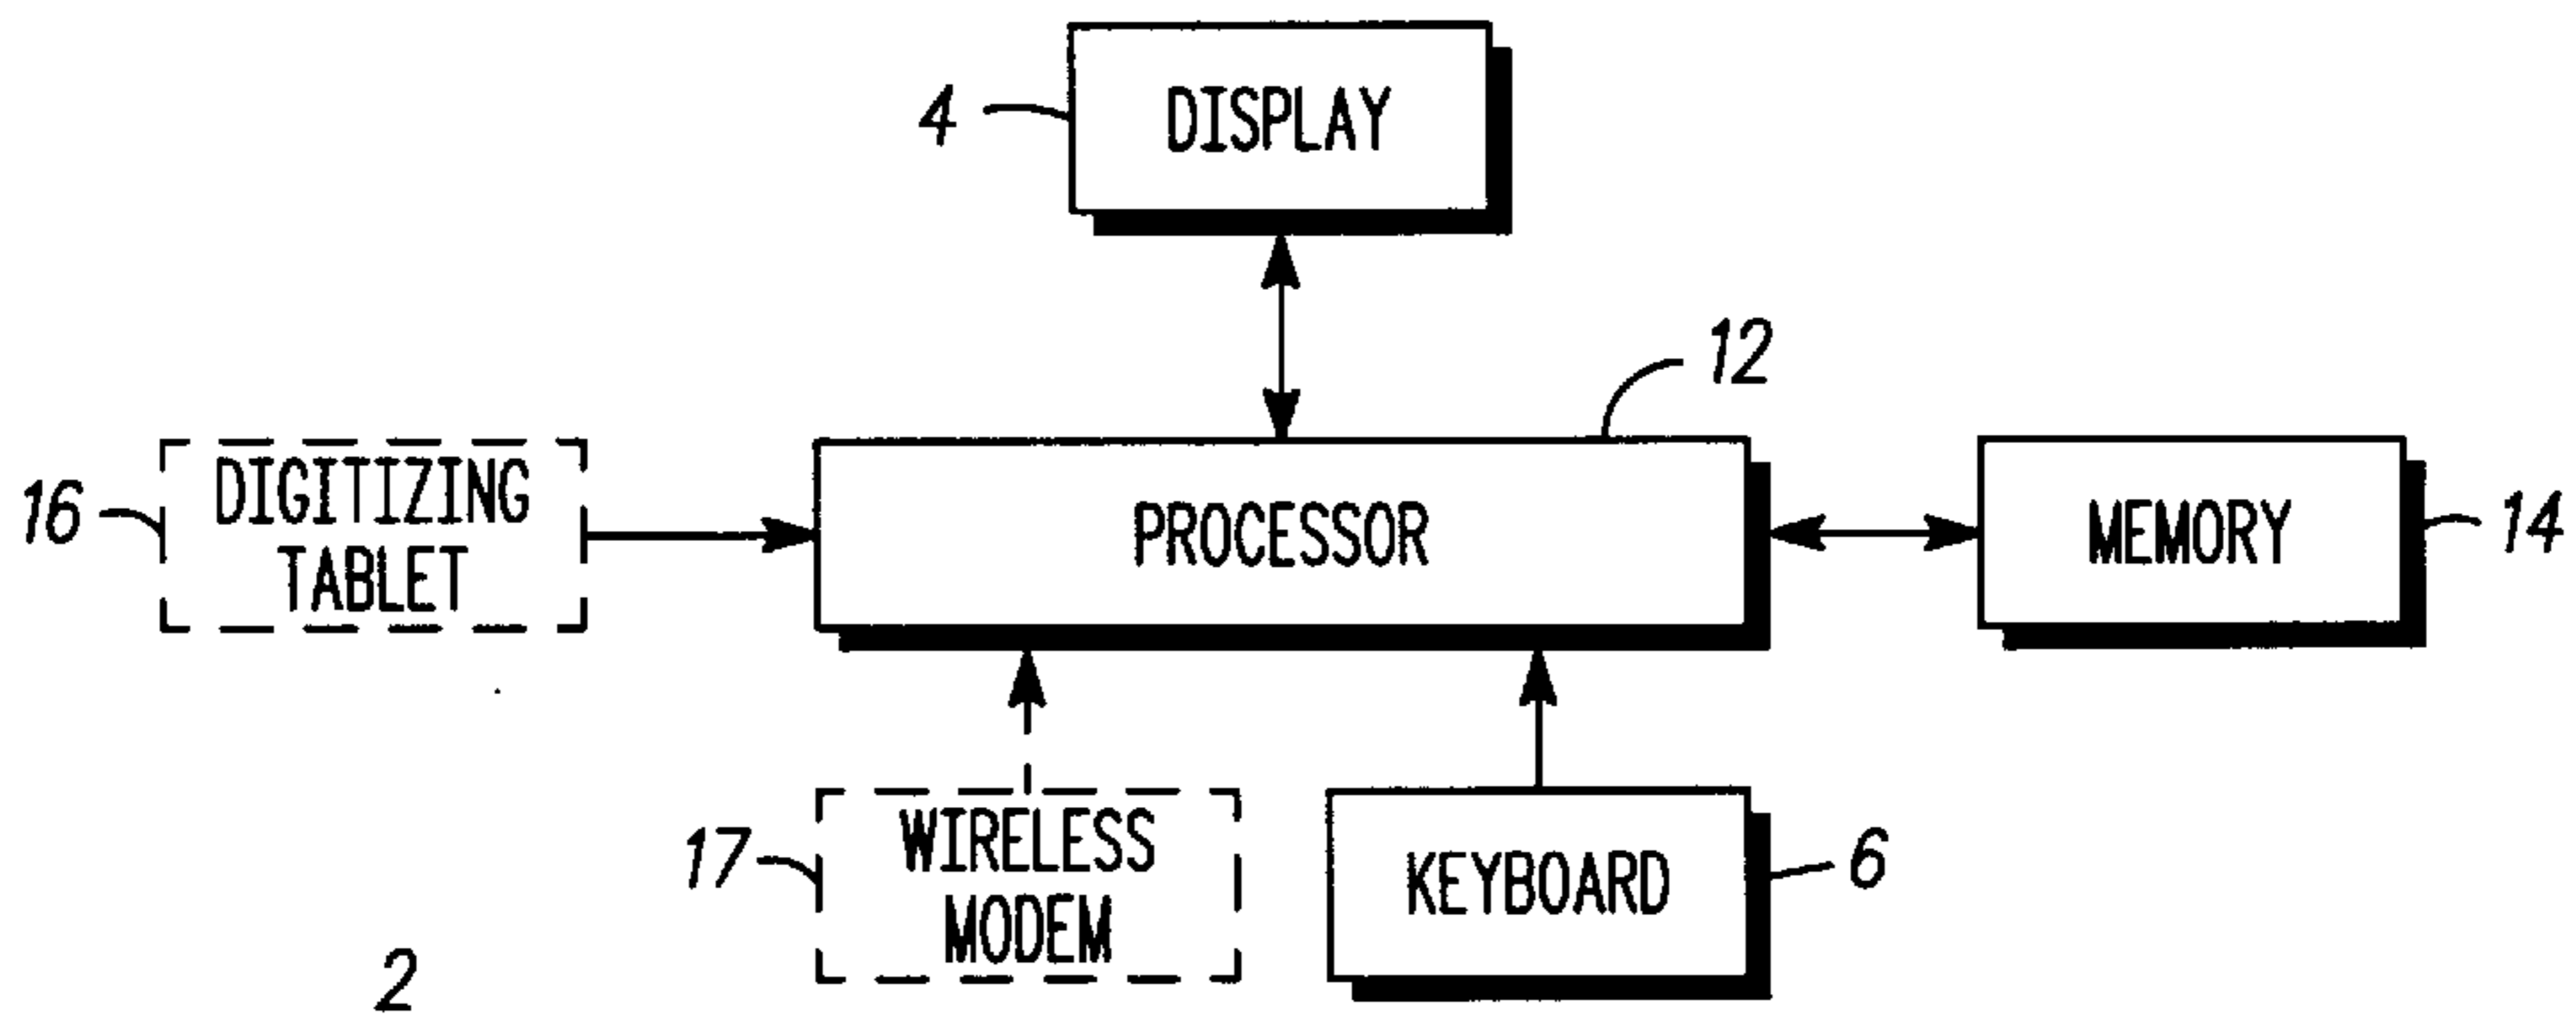 4
DISPLAY
12
16
DIGITIZING
TABLET
PROCESSOR
MEMORY
14
17
WIRELESS
MODEM
KEYBOARD
6
2